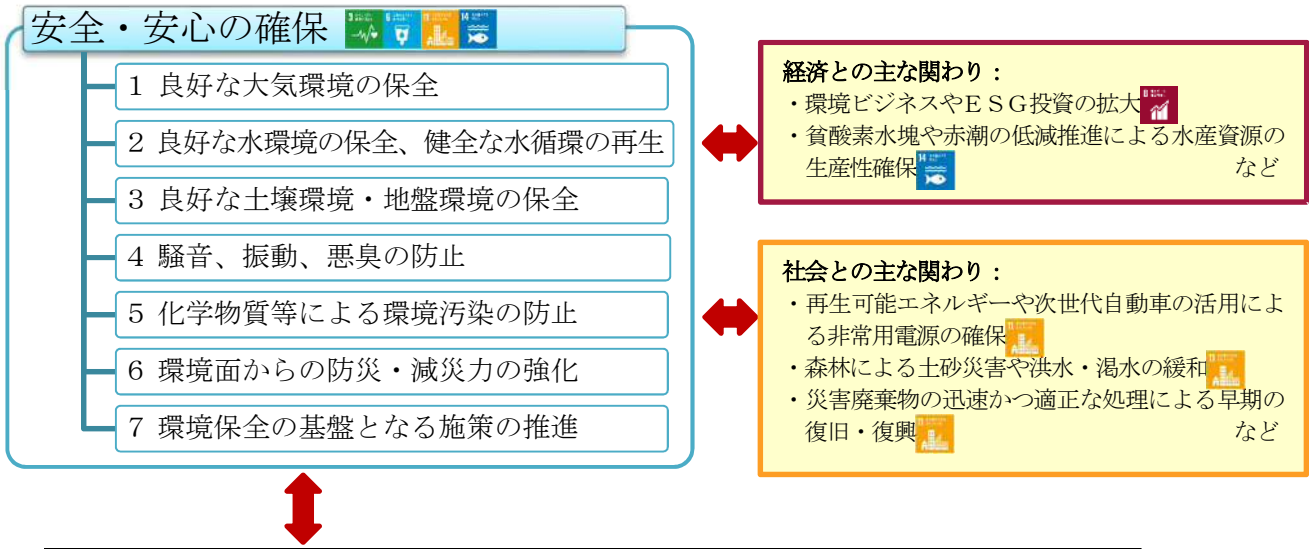 安全・安心の確保
1 良好な大気環境の保全
2 良好な水環境の保全、健全な水循環の再生
3 良好な土壌環境・地盤環境の保全
4 騒音、振動、悪臭の防止
5 化学物質等による環境汚染の防止
6 環境面からの防災・減災力の強化
7 環境保全の基盤となる施策の推進
経済との主な関わり：
・環境ビジネスやＥＳＧ投資の拡大
・貧酸素水塊や赤潮の低減推進による水産資源の
生産性確保 など
社会との主な関わり：
・再生可能エネルギーや次世代自動車の活用によ
る非常用電源の確保
・森林による土砂災害や洪水・渇水の緩和
・災害廃棄物の迅速かつ適正な処理による早期の
復旧・復興 など